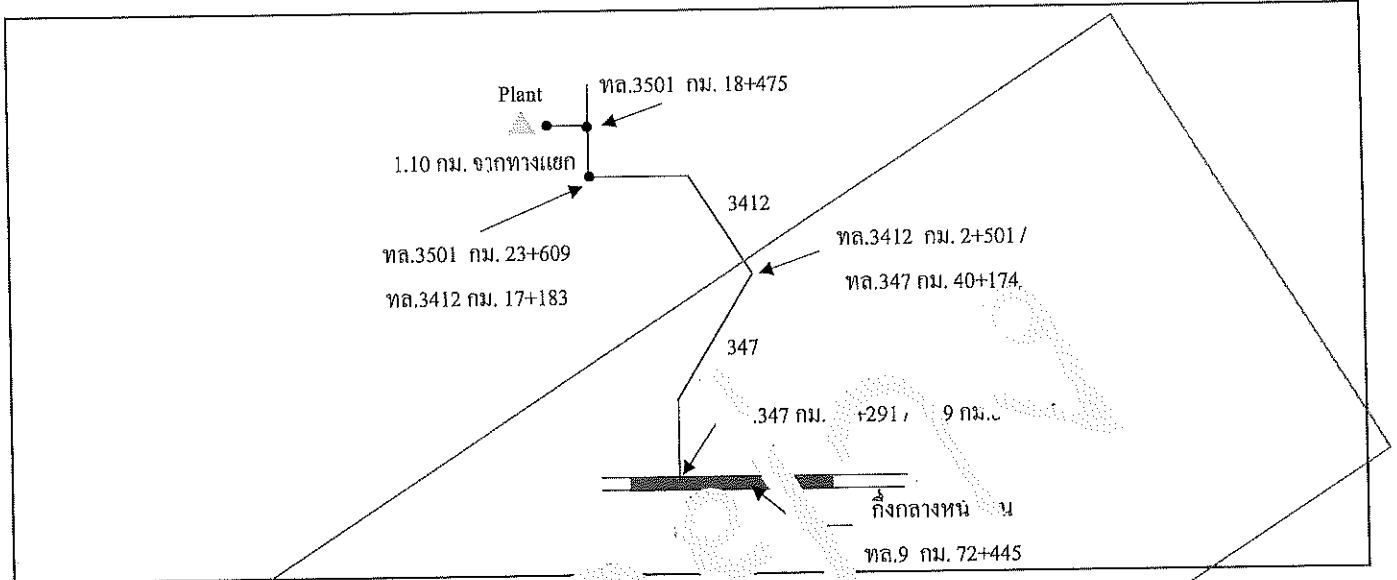 Plant
ทล.3501 กม. 18+475
1.10 กม. จากทางแยก
3412
ทล.3501 กม. 23+609
ทล.3412 กม. 17+183
ทล.3412 กม. 2+501 /
ทล.347 กม. 40+174
347
.347 กม. +291 / 9 กม.
กึ่งกลาง
ทล.9 กม. 72+445